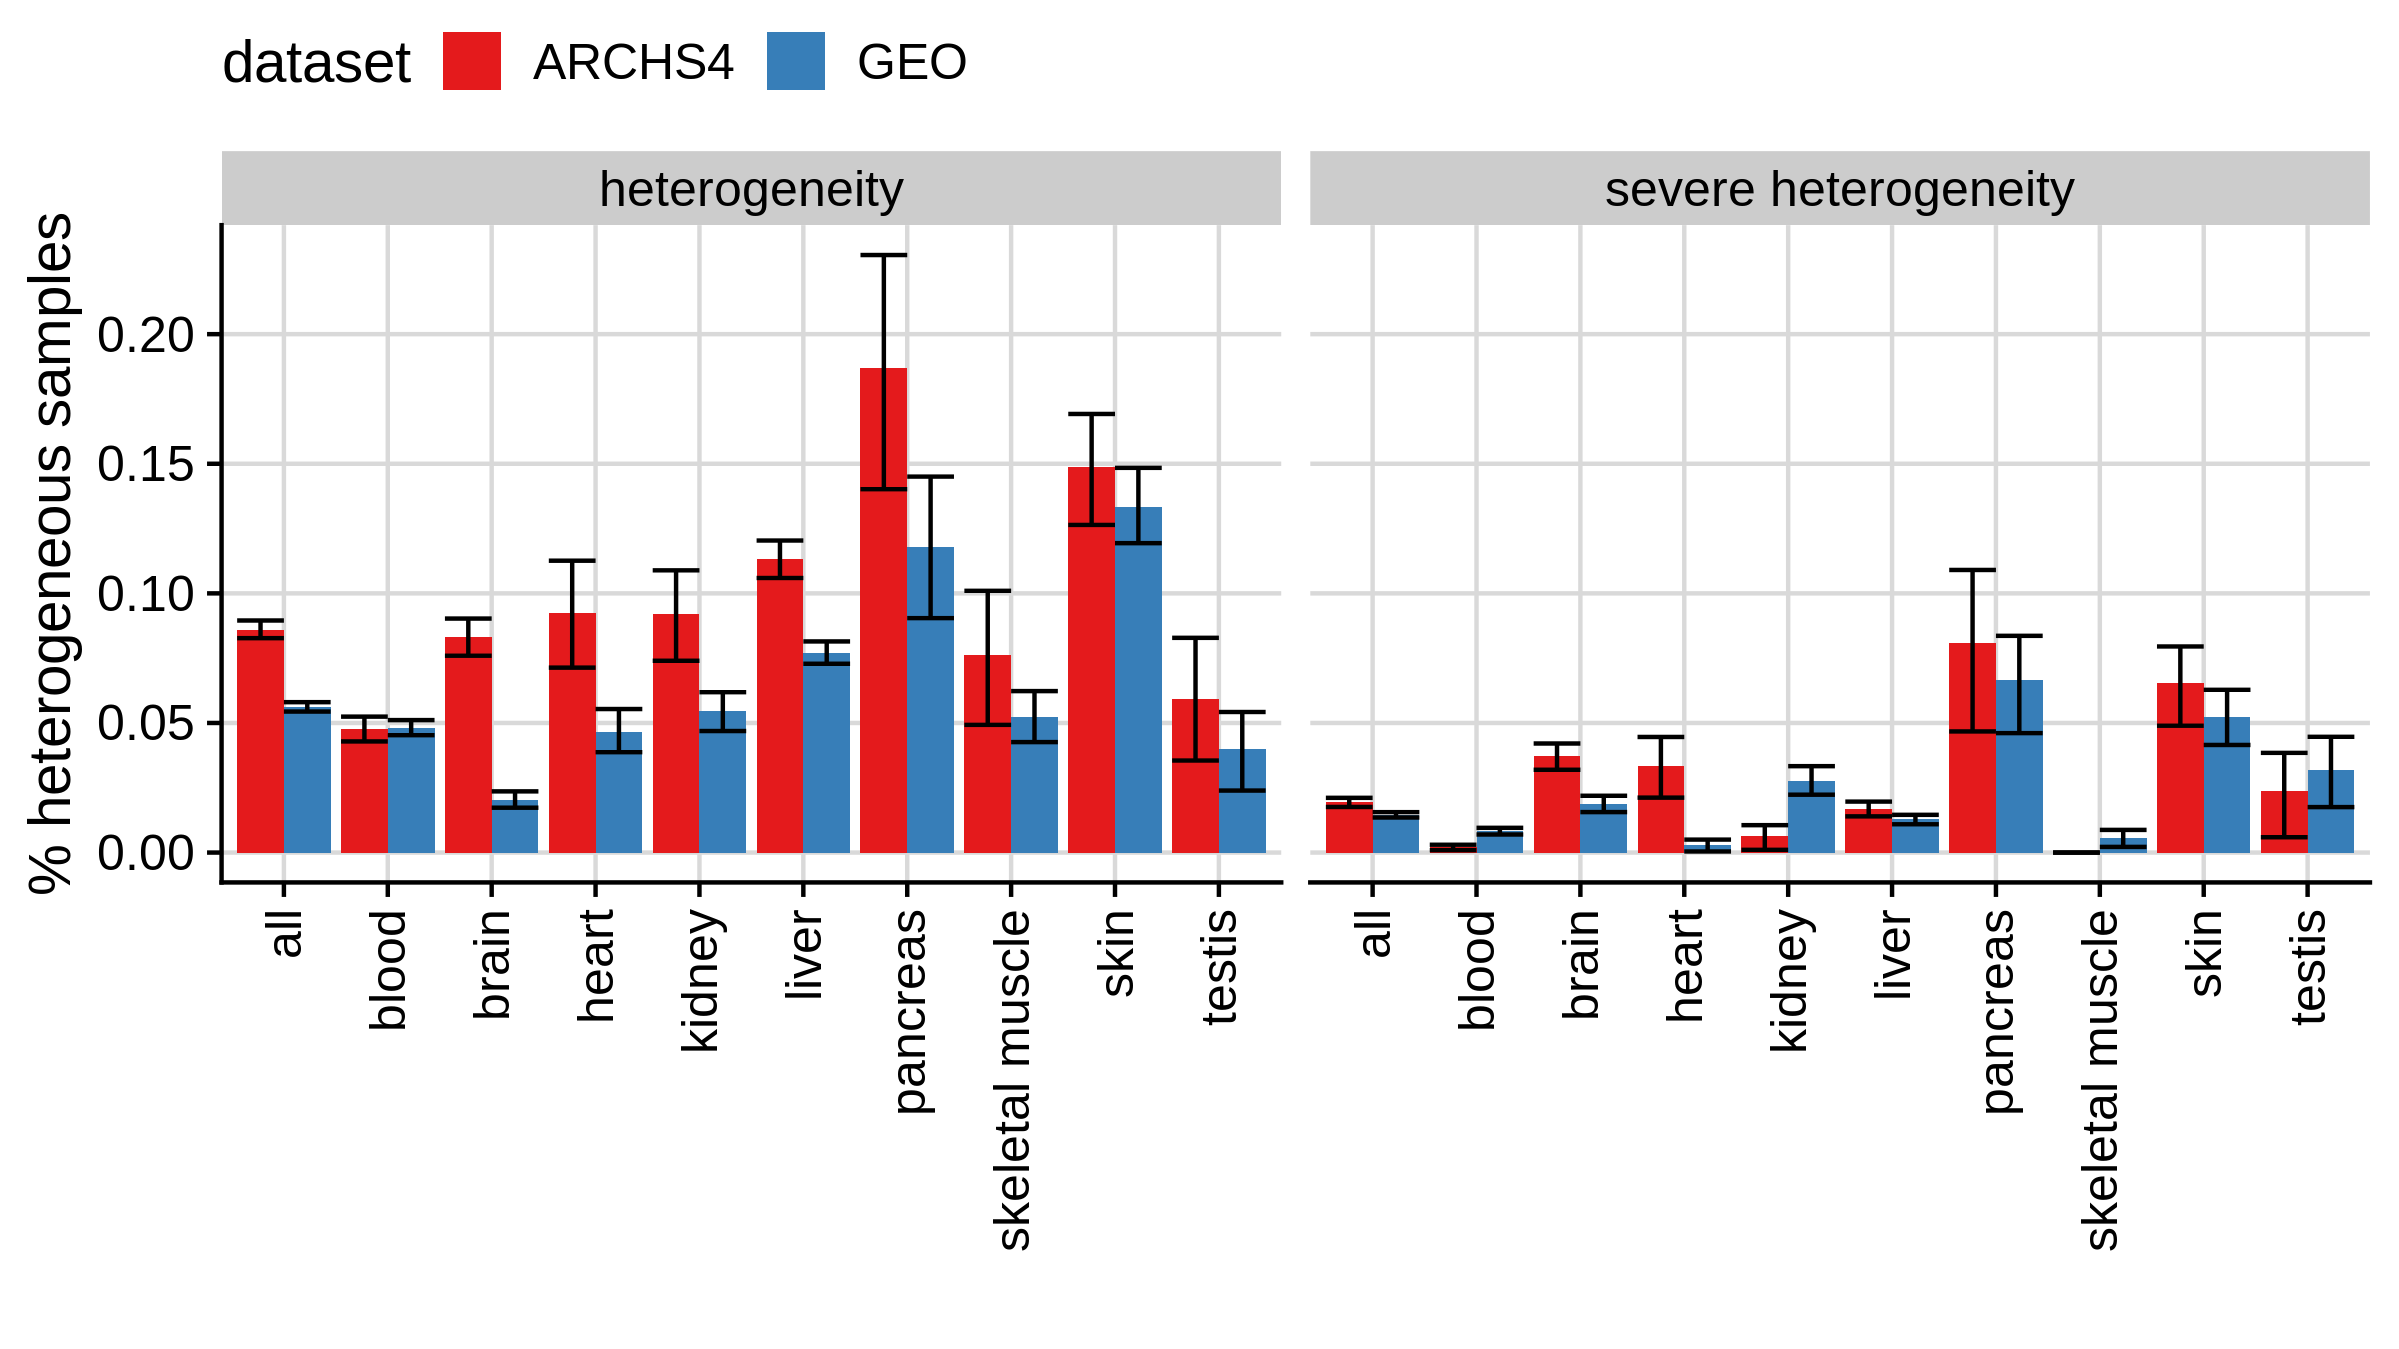 dataset ARCHS4 GEO
heterogeneity
severe heterogeneity
% heterogeneous samples
0.20
0.15
0.10
0.05
0.00
all
blood
brain
heart
kidney
liver
pancreas
skeletal muscle
skin
testis
all
blood
brain
heart
kidney
liver
pancreas
skeletal muscle
skin
testis